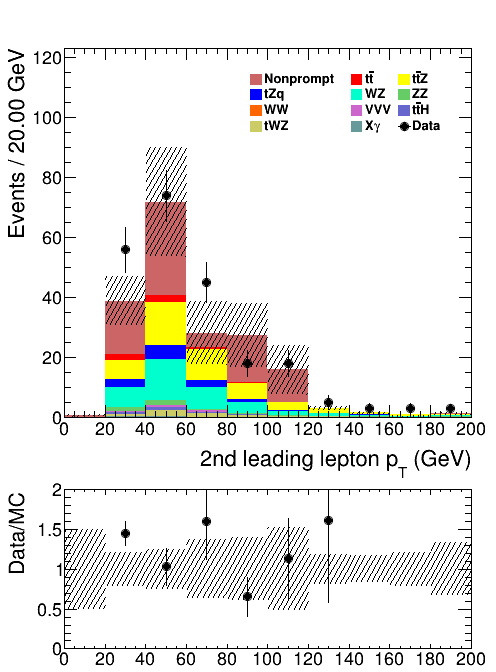 Events / 20.00 GeV
120
100
80
60
40
20
0
Nonprompt tt̄ tt̄Z
tZq WZ ZZ
WW VVV tt̄H
tWZ Xγ Data
0 20 40 60 80 100 120 140 160 180 200
2nd leading lepton pT (GeV)
Data/MC
2
1.5
1
0.5
0
0 20 40 60 80 100 120 140 160 180 200